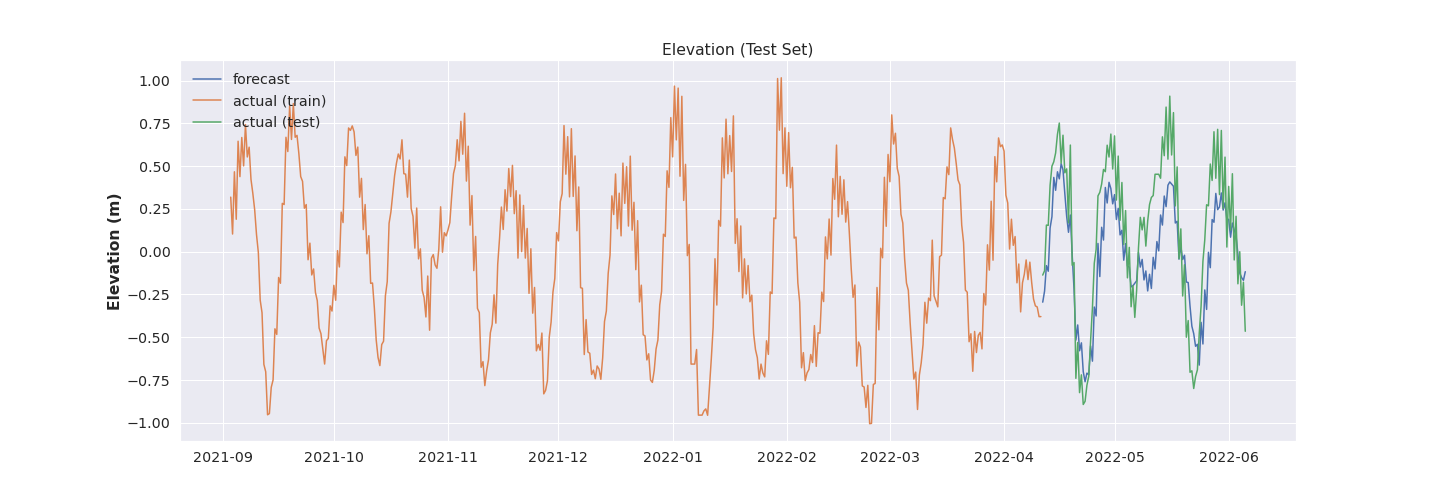 Elevation (Test Set)
forecast
actual (train)
actual (test)
Elevation (m)
1.00
0.75
0.50
0.25
0.00
−0.25
−0.50
−0.75
−1.00
2021-09 2021-10 2021-11 2021-12 2022-01 2022-02 2022-03 2022-04 2022-05 2022-06